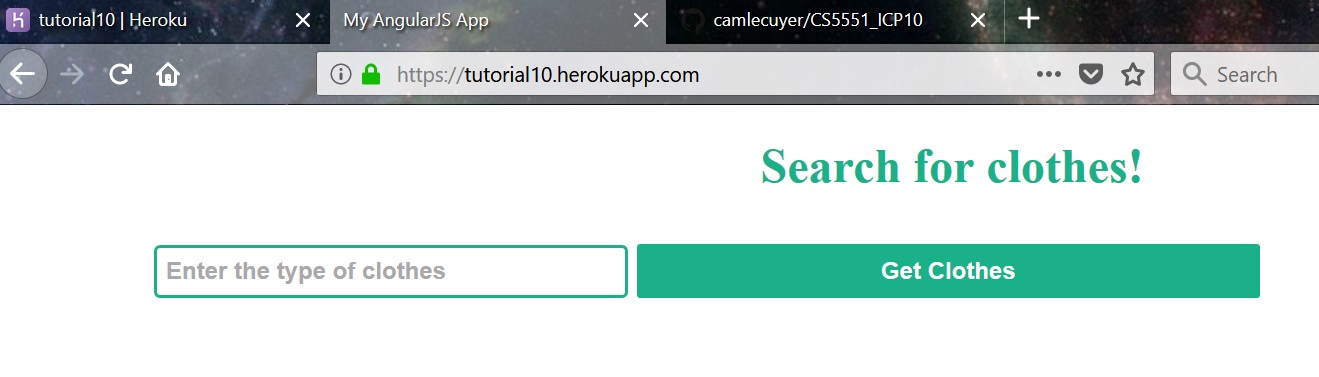 tutorial10 | Heroku
My AngularJS App
camlecuyer/CS5551_ICP10
https://tutorial10.herokuapp.com
Search
Search for clothes!
Enter the type of clothes
Get Clothes